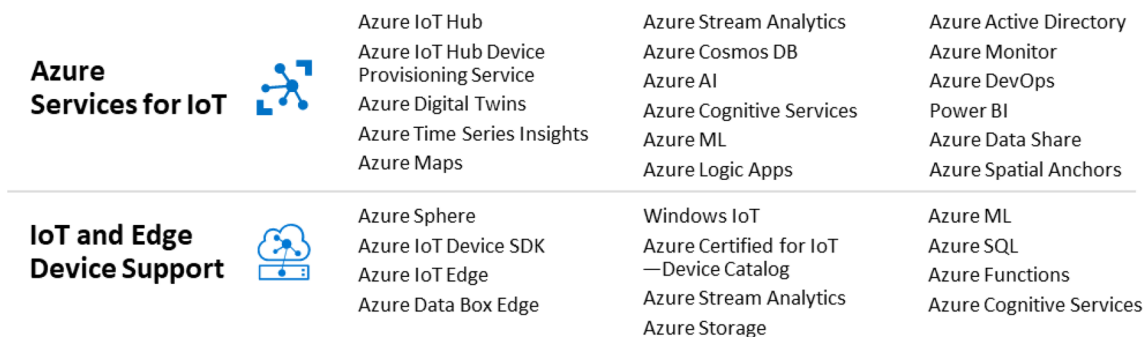 Azure
Services for IoT
Azure IoT Hub
Azure IoT Hub Device
Provisioning Service
Azure Digital Twins
Azure Time Series Insights
Azure Maps
Azure Stream Analytics
Azure Cosmos DB
Azure AI
Azure Cognitive Services
Azure ML
Azure Logic Apps
Azure Active Directory
Azure Monitor
Azure DevOps
Power BI
Azure Data Share
Azure Spatial Anchors
IoT and Edge
Device Support
Azure Sphere
Azure IoT Device SDK
Azure IoT Edge
Azure Data Box Edge
Windows IoT
Azure Certified for IoT
—Device Catalog
Azure Stream Analytics
Azure Storage
Azure ML
Azure SQL
Azure Functions
Azure Cognitive Services